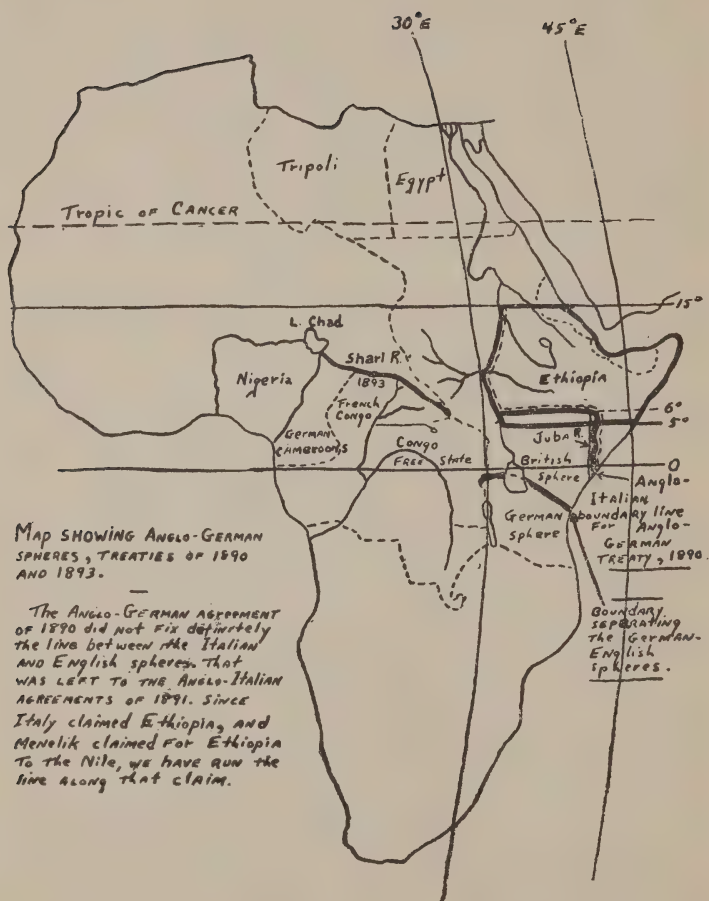 30°E
45°E
Tripoli
Egypt
Tropic of Cancer
15°
L. Chad
Shari R.
1893
Nigeria
French
Congo
Ethiopia
6°
5°
German
Cameroons
Congo
Free State
Juba R.
British
Sphere
0
German
Sphere
Anglo-
Italian
boundary line
For Anglo-
German
Treaty, 1890.
Boundary
seperating
the German-
English
spheres.
Map showing Anglo-German
spheres, treaties of 1890
and 1893.
The Anglo-German agreement
of 1890 did not fix definitely
the line between the Italian
and English spheres. That
was left to the Anglo-Italian
agreements of 1891. Since
Italy claimed Ethiopia, and
Menelik claimed for Ethiopia
to the Nile, we have run the
line along that claim.